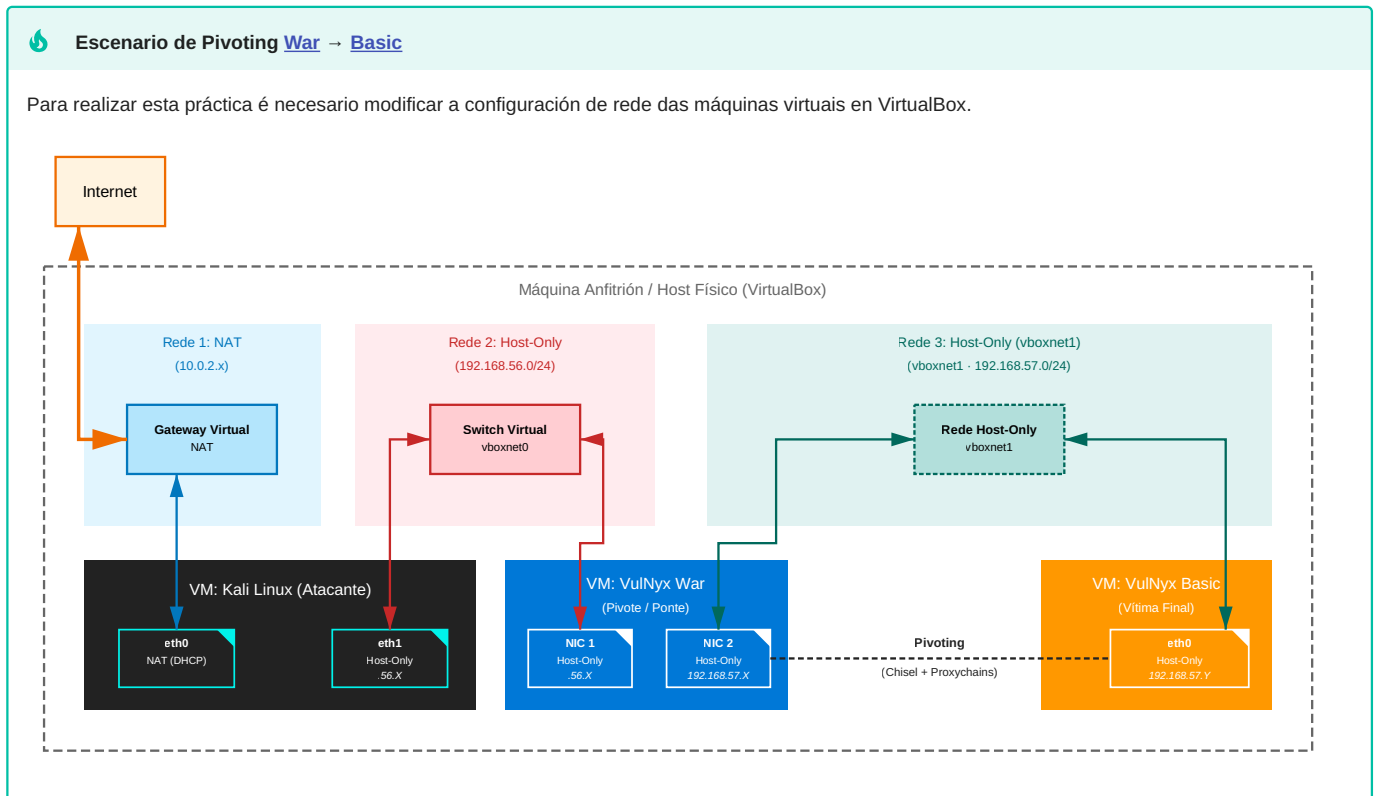 Escenario de Pivoting War → Basic
Para realizar esta práctica é necesario modificar a configuración de rede das máquinas virtuais en VirtualBox.
Internet
Máquina Anfitrión / Host Físico (VirtualBox)
Rede 1: NAT
(10.0.2.x)
Gateway Virtual
NAT
Rede 2: Host-Only
(192.168.56.0/24)
Switch Virtual
vboxnet0
Rede 3: Host-Only (vboxnet1)
(vboxnet1 · 192.168.57.0/24)
Rede Host-Only
vboxnet1
VM: Kali Linux (Atacante)
eth0
NAT (DHCP)
eth1
Host-Only
.56.X
VM: VulNyx War
(Pivote / Ponte)
NIC 1
Host-Only
.56.X
NIC 2
Host-Only
192.168.57.X
Pivoting
(Chisel + Proxychains)
VM: VulNyx Basic
(Vítima Final)
eth0
Host-Only
192.168.57.Y